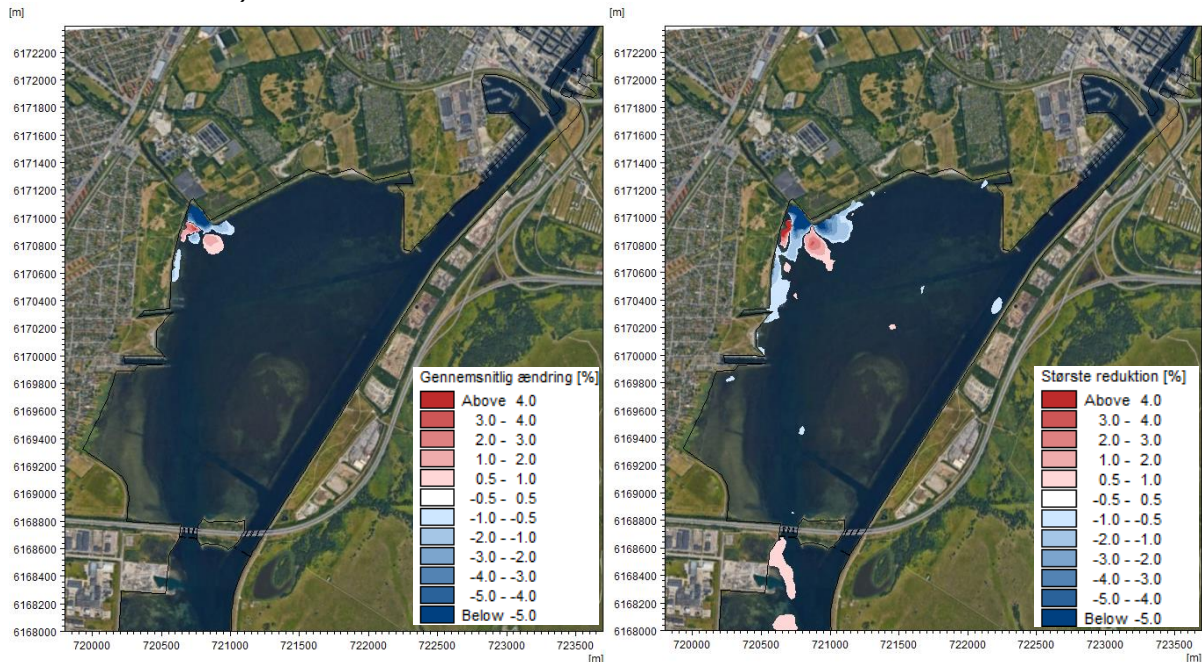 [m]
6172200
6172000
6171800
6171600
6171400
6171200
6171000
6170800
6170600
6170400
6170200
6170000
6169800
6169600
6169400
6169200
6169000
6168800
6168600
6168400
6168200
6168000
720000 720500 721000 721500 722000 722500 723000 723500
[m]
Gennemsnitlig ændring [%]
Above 4.0
3.0 - 4.0
2.0 - 3.0
1.0 - 2.0
0.5 - 1.0
-0.5 - 0.5
-1.0 - -0.5
-2.0 - -1.0
-3.0 - -2.0
-4.0 - -3.0
-5.0 - -4.0
Below -5.0
[m]
6172200
6172000
6171800
6171600
6171400
6171200
6171000
6170800
6170600
6170400
6170200
6170000
6169800
6169600
6169400
6169200
6169000
6168800
6168600
6168400
6168200
6168000
720000 720500 721000 721500 722000 722500 723000 723500
[m]
Største reduktion [%]
Above 4.0
3.0 - 4.0
2.0 - 3.0
1.0 - 2.0
0.5 - 1.0
-0.5 - 0.5
-1.0 - -0.5
-2.0 - -1.0
-3.0 - -2.0
-4.0 - -3.0
-5.0 - -4.0
Below -5.0